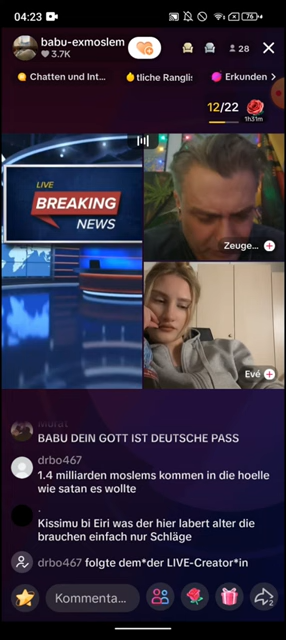 04:23
76
babu-exmoslem
3.7K
28
Chatten und Int...
tliche Ranglis
Erkunden
12/22
1h31m
LIVE
BREAKING
NEWS
Zeuge...
Evé
Murat
BABU DEIN GOTT IST DEUTSCHE PASS
drbo467
1.4 milliarden moslems kommen in die hoelle
wie satan es wollte
.
Kissimu bi Eiri was der hier labert alter die
brauchen einfach nur Schläge
drbo467 folgte dem*der LIVE-Creator*in
Kommenta...
2